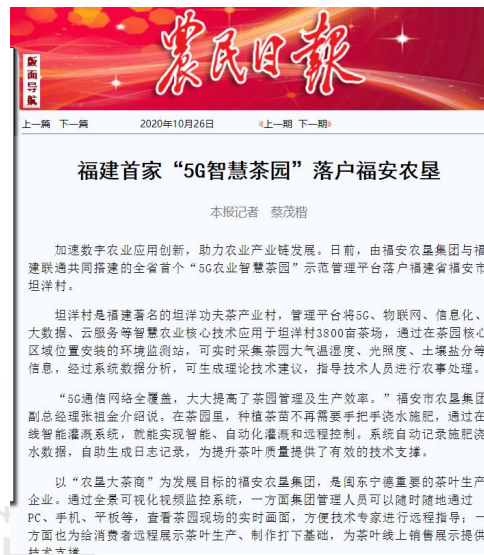 農民日報
版面导航
上一篇 下一篇 2020年10月26日 «上一期 下一期»
福建首家“5G智慧茶园”落户福安农垦
本报记者 蔡茂楷
加速数字农业应用创新，助力农业产业链发展。日前，由福安农垦集团与福
建联通共同搭建的全省首个“5G农业智慧茶园”示范管理平台落户福建省福安市
坦洋村。
坦洋村是福建著名的坦洋功夫茶产业村，管理平台将5G、物联网、信息化、
大数据、云服务等智慧农业核心技术应用于坦洋村3800亩茶场，通过在茶园核心
区域位置安装的环境监测站，可实时采集茶园大气温湿度、光照度、土壤盐分等
信息，经过系统数据分析，可生成理论技术建议，指导技术人员进行农事处理。
“5G通信网络全覆盖，大大提高了茶园管理及生产效率。”福安市农垦集团
副总经理张祖金介绍说。在茶园里，种植茶苗不再需要手把手浇水施肥，通过在
线智能灌溉系统，就能实现智能、自动化灌溉和远程控制。系统自动记录施肥浇
水数据，自助生成日志记录，为提升茶叶质量提供了有效的技术支撑。
以“农垦大茶商”为发展目标的福安农垦集团，是闽东宁德重要的茶叶生产
企业。通过全景可视化视频监控系统，一方面集团管理人员可以随时随地通过
PC、手机、平板等，查看茶园现场的实时画面，方便技术专家进行远程指导；一
方面也为给消费者远程展示茶叶生产、制作打下基础，为茶叶线上销售展示提供
技术支撑